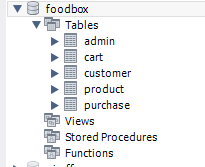 foodbox
Tables
admin
cart
customer
product
purchase
Views
Stored Procedures
Functions